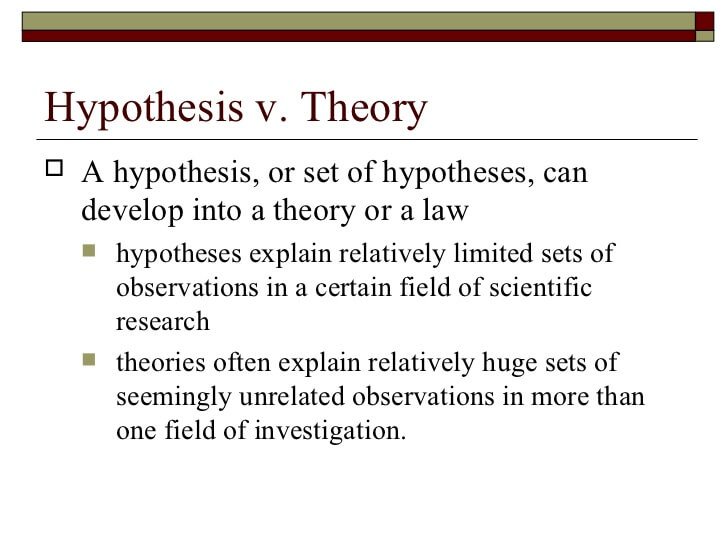 Hypothesis v. Theory
A hypothesis, or set of hypotheses, can
develop into a theory or a law
hypotheses explain relatively limited sets of
observations in a certain field of scientific
research
theories often explain relatively huge sets of
seemingly unrelated observations in more than
one field of investigation.